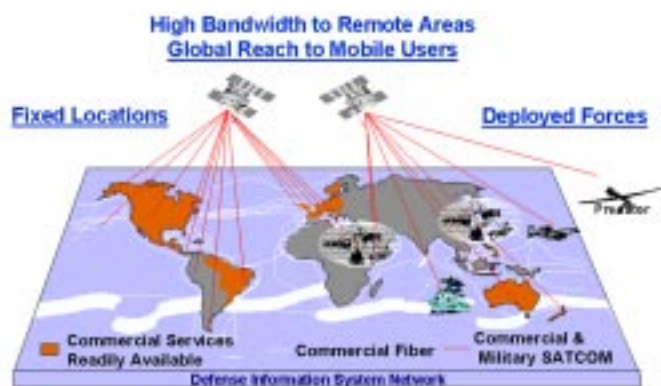 High Bandwidth to Remote Areas
Global Reach to Mobile Users
Fixed Locations
Deployed Forces
Predator
Commercial Services
Readily Available
Commercial Fiber
Commercial &
Military SATCOM
Defense Information System Network